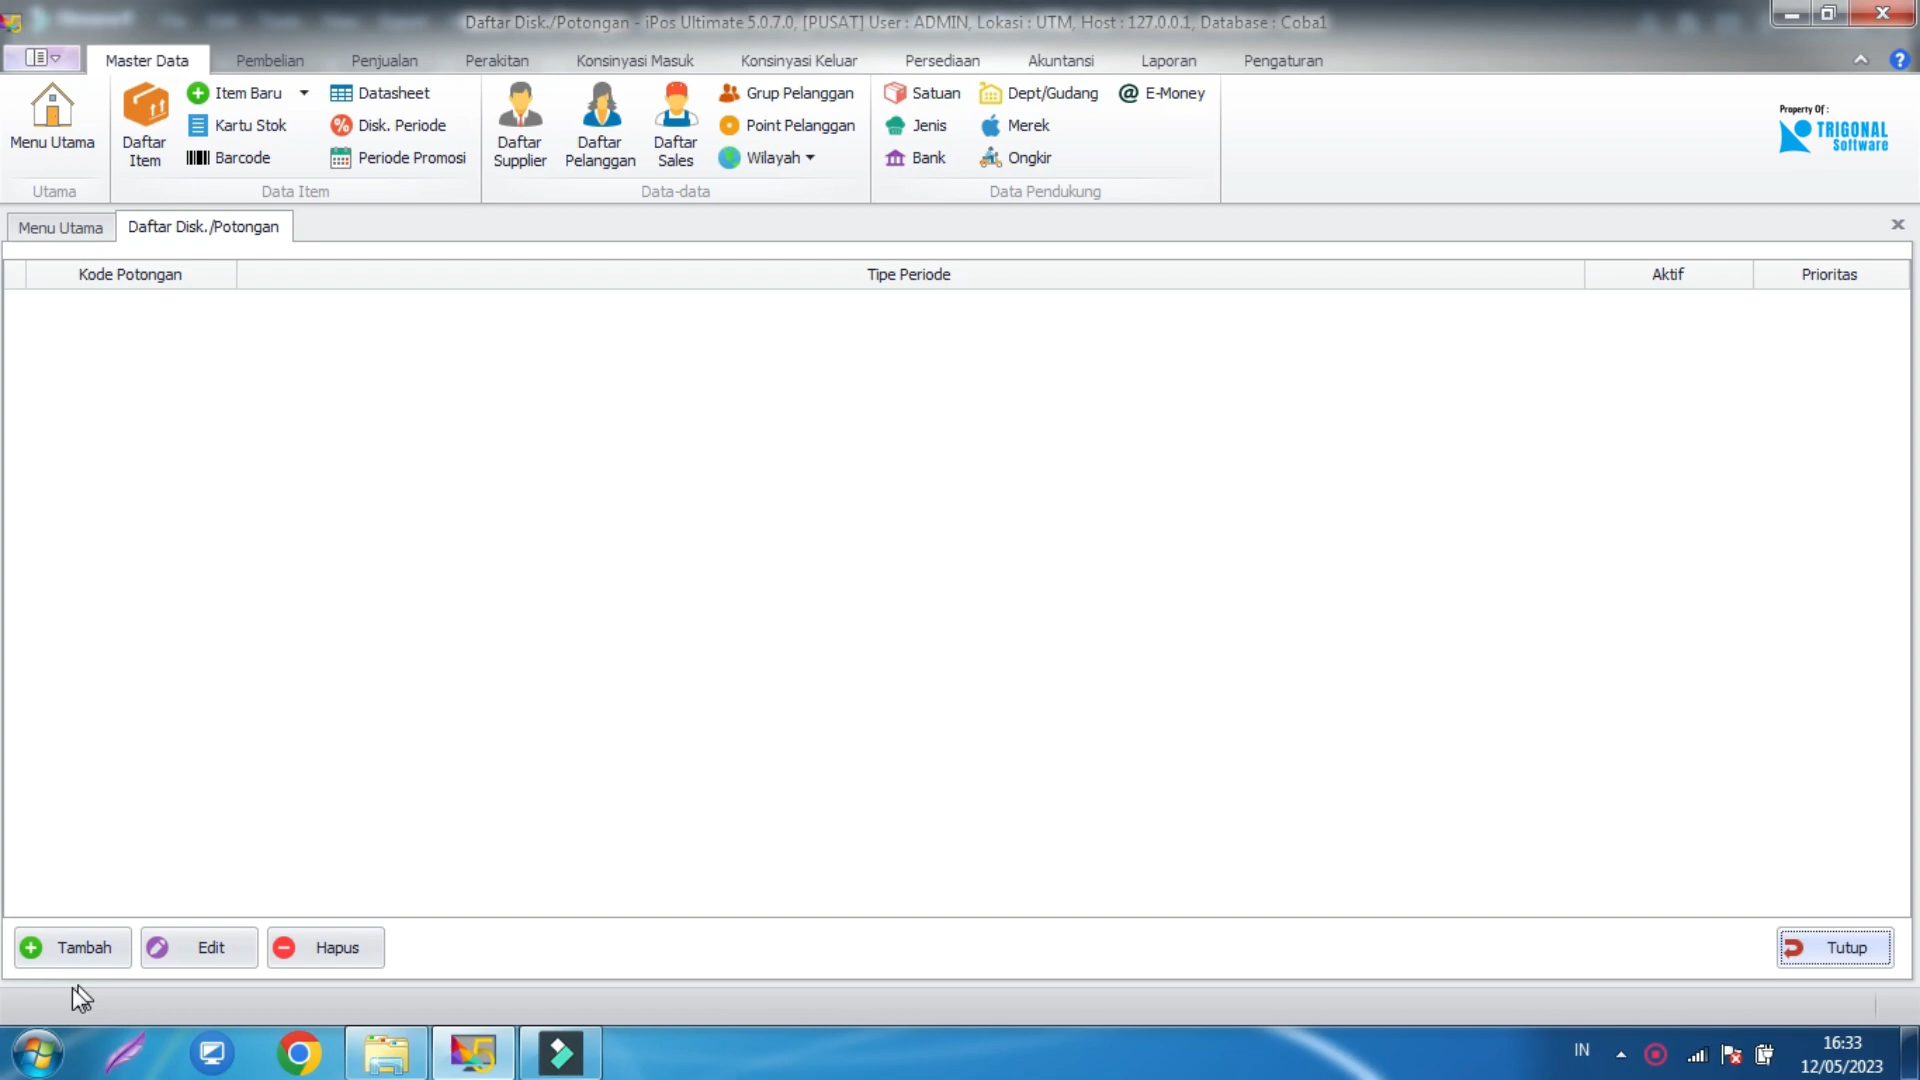 Daftar Disk./Potongan - iPos Ultimate 5.0.7.0, [PUSAT] User : ADMIN, Lokasi : UTM, Host : 127.0.0.1, Database : Coba1
Master Data Pembelian Penjualan Perakitan Konsinyasi Masuk Konsinyasi Keluar Persediaan Akuntansi Laporan Pengaturan
Menu Utama
Utama
Daftar Item
Item Baru
Kartu Stok
Barcode
Datasheet
Disk. Periode
Periode Promosi
Data Item
Daftar Supplier
Daftar Pelanggan
Daftar Sales
Grup Pelanggan
Point Pelanggan
Wilayah
Data-data
Satuan
Jenis
Bank
Dept/Gudang
Merek
Ongkir
E-Money
Data Pendukung
Property Of :
TRIGONAL
Software
Menu Utama Daftar Disk./Potongan
Kode Potongan Tipe Periode Aktif Prioritas
Tambah Edit Hapus Tutup
IN
16:33
12/05/2023